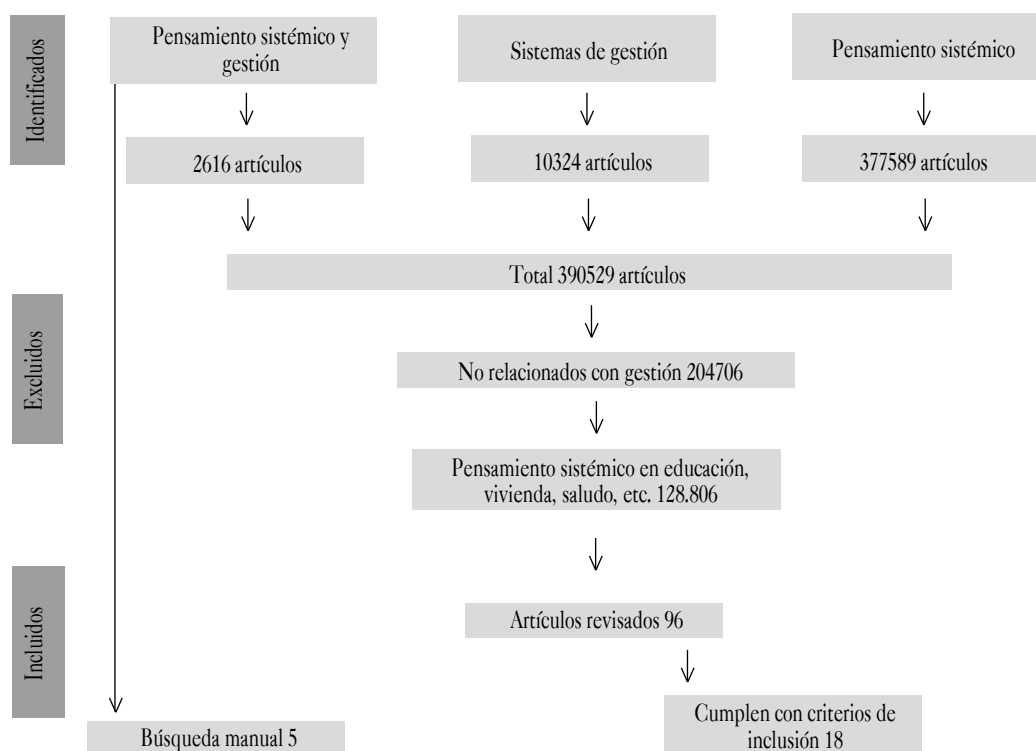 Identificados
Pensamiento sistémico y
gestión
Sistemas de gestión
Pensamiento sistémico
2616 artículos
10324 artículos
377589 artículos
Total 390529 artículos
Excluidos
No relacionados con gestión 204706
Pensamiento sistémico en educación,
vivienda, saludo, etc. 128.806
Incluidos
Artículos revisados 96
Búsqueda manual 5
Cumplen con criterios de
inclusión 18